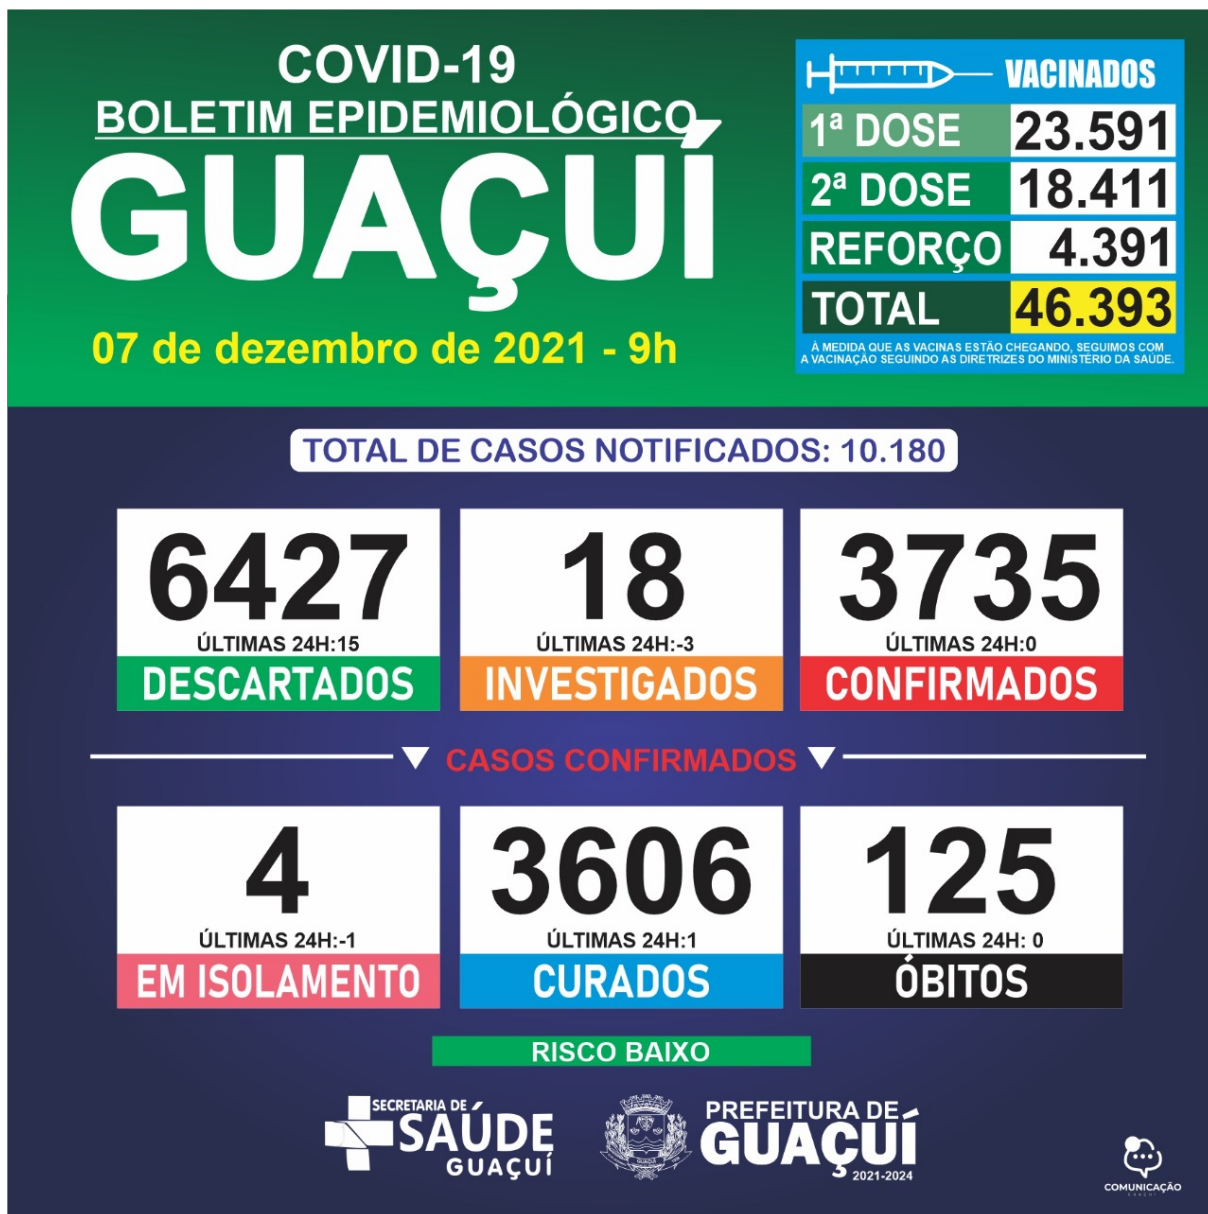 COVID-19
BOLETIM EPIDEMIOLÓGICO
GUAÇUÍ
07 de dezembro de 2021 - 9h
VACINADOS
1ª DOSE 23.591
2ª DOSE 18.411
REFORÇO 4.391
TOTAL 46.393
À MEDIDA QUE AS VACINAS ESTÃO CHEGANDO, SEGUIMOS COM
A VACINAÇÃO SEGUINDO AS DIRETRIZES DO MINISTÉRIO DA SAÚDE.
TOTAL DE CASOS NOTIFICADOS: 10.180
6427
ÚLTIMAS 24H:15
DESCARTADOS
18
ÚLTIMAS 24H:-3
INVESTIGADOS
3735
ÚLTIMAS 24H:0
CONFIRMADOS
CASOS CONFIRMADOS
4
ÚLTIMAS 24H:-1
EM ISOLAMENTO
3606
ÚLTIMAS 24H:1
CURADOS
125
ÚLTIMAS 24H: 0
ÓBITOS
RISCO BAIXO
SECRETARIA DE
SAÚDE
GUAÇUÍ
GUAÇUÍ
PREFEITURA DE
GUAÇUÍ
2021-2024
COMUNICAÇÃO
GUAÇUÍ